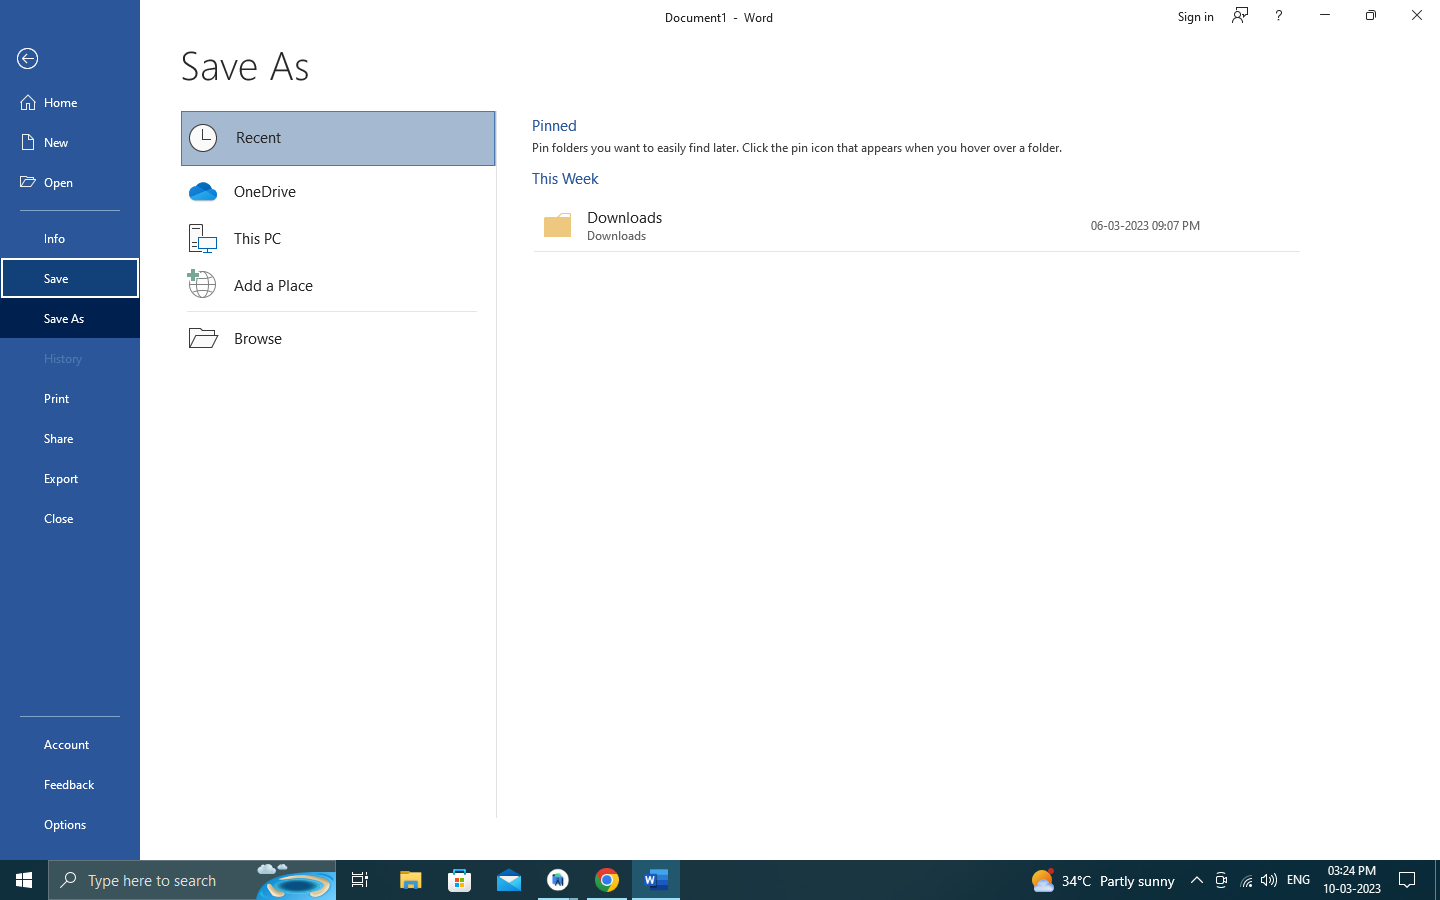 Document1 - Word
Sign in
?
Save As
Home
New
Open
Info
Save
Save As
History
Print
Share
Export
Close
Account
Feedback
Options
Recent
OneDrive
This PC
Add a Place
Browse
Pinned
Pin folders you want to easily find later. Click the pin icon that appears when you hover over a folder.
This Week
Downloads
Downloads
06-03-2023 09:07 PM
Type here to search
34°C Partly sunny
ENG
03:24 PM
10-03-2023